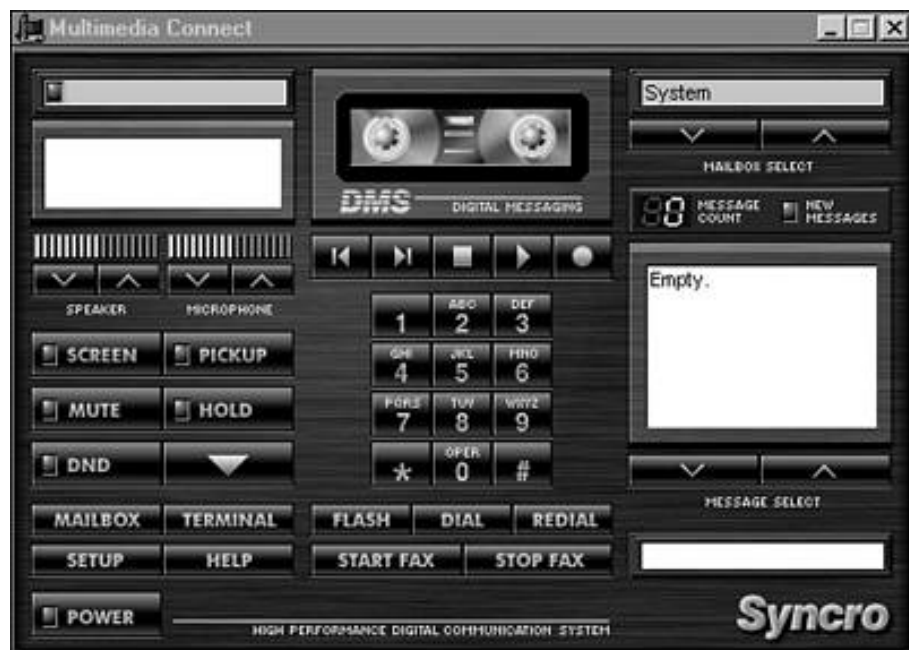 Multimedia Connect
System
MAILBOX SELECT
DMS DIGITAL MESSAGING
0 MESSAGE COUNT NEW MESSAGES
SPEAKER MICROPHONE
Empty.
1 ABC 2 DEF 3
SCREEN PICKUP
GHI 4 JKL 5 MNO 6
MUTE HOLD
PQRS 7 TUV 8 WXYZ 9
DND
* OPER 0 #
MESSAGE SELECT
MAILBOX TERMINAL FLASH DIAL REDIAL
SETUP HELP START FAX STOP FAX
POWER
HIGH PERFORMANCE DIGITAL COMMUNICATION SYSTEM
Syncro